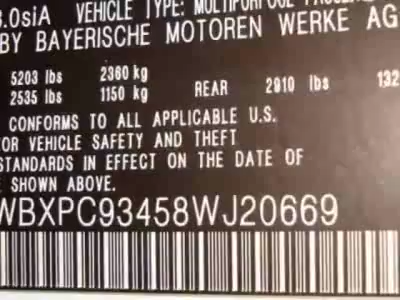 3.0siA VEHICLE TYPE: MULTIPURPOSE
BY BAYERISCHE MOTOREN WERKE AG
5203 lbs 2360 kg
2535 lbs 1150 kg REAR 2910 lbs 132
CONFORMS TO ALL APPLICABLE U.S.
OR VEHICLE SAFETY AND THEFT
STANDARDS IN EFFECT ON THE DATE OF
E SHOWN ABOVE.
WBXPC93458WJ20669